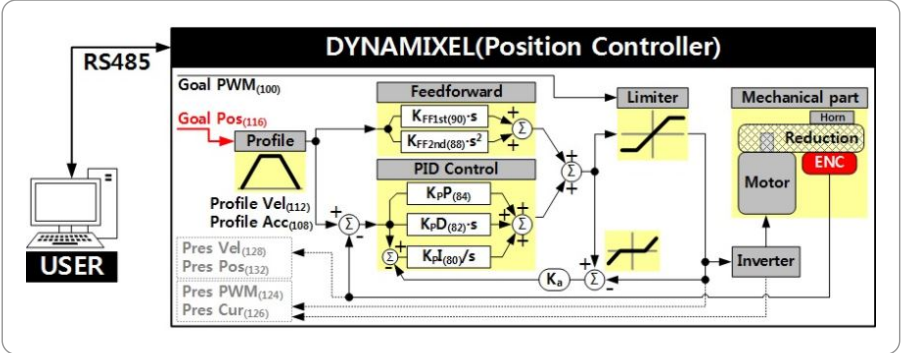 DYNAMIXEL(Position Controller)
RS485
Goal PWM(100)
Feedforward
Limiter
Mechanical part
Horn
Goal Pos(116)
KFF1st(90)·s
+
Σ
+
KFF2nd(88)·s²
Reduction
Profile
ENC
PID Control
+
Σ
+
Motor
KPP(84)
Profile Vel(112)
Profile Acc(108)
+
Σ
-
KPD(82)·s
+
Σ
+
+
Σ
-
KPI(80)/s
Pres Vel(128)
Pres Pos(132)
USER
Inverter
Ka
+
Σ
-
Pres PWM(124)
Pres Cur(126)